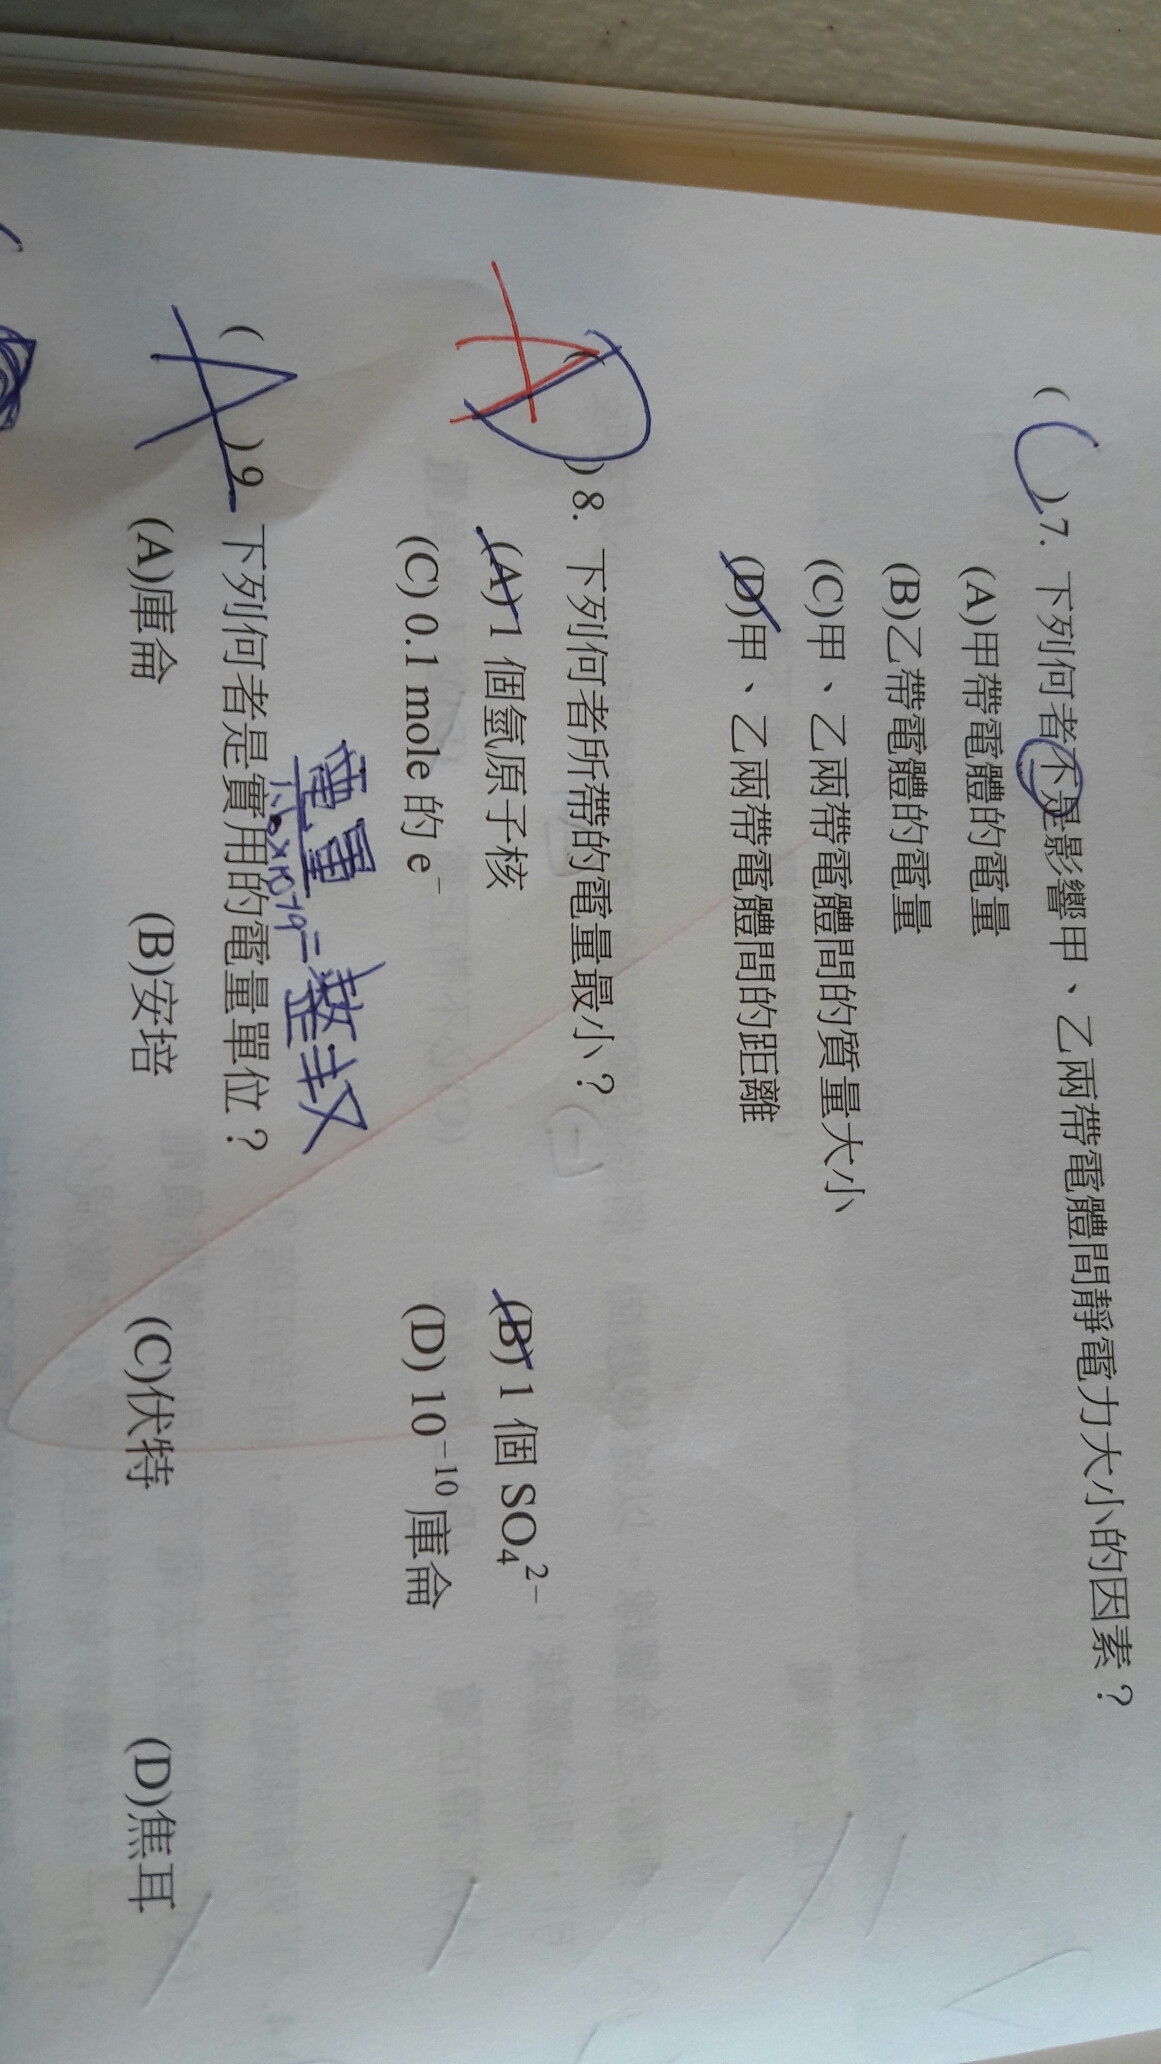 ( C )7. 下列何者不是影響甲、乙兩帶電體間靜電力大小的因素？
(A)甲帶電體的電量
(B)乙帶電體的電量
(C)甲、乙兩帶電體間的質量大小
(D)甲、乙兩帶電體間的距離
( A )8. 下列何者所帶的電量最小？
(A) 1 個氫原子核 (B) 1 個 SO₄²⁻
(C) 0.1 mole 的 e⁻ (D) 10⁻¹⁰ 庫侖
電量 = 整數
( A )9. 下列何者是實用的電量單位？
(A)庫侖 (B)安培 (C)伏特 (D)焦耳